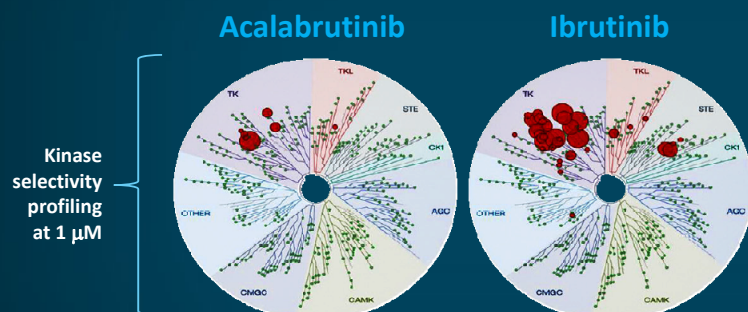 Acalabrutinib
Ibrutinib
Kinase
selectivity
profiling
at 1 µM
TK
TKL
STE
CK1
AGC
CAMK
CMGC
OTHER
TK
TKL
STE
CK1
AGC
CAMK
CMGC
OTHER